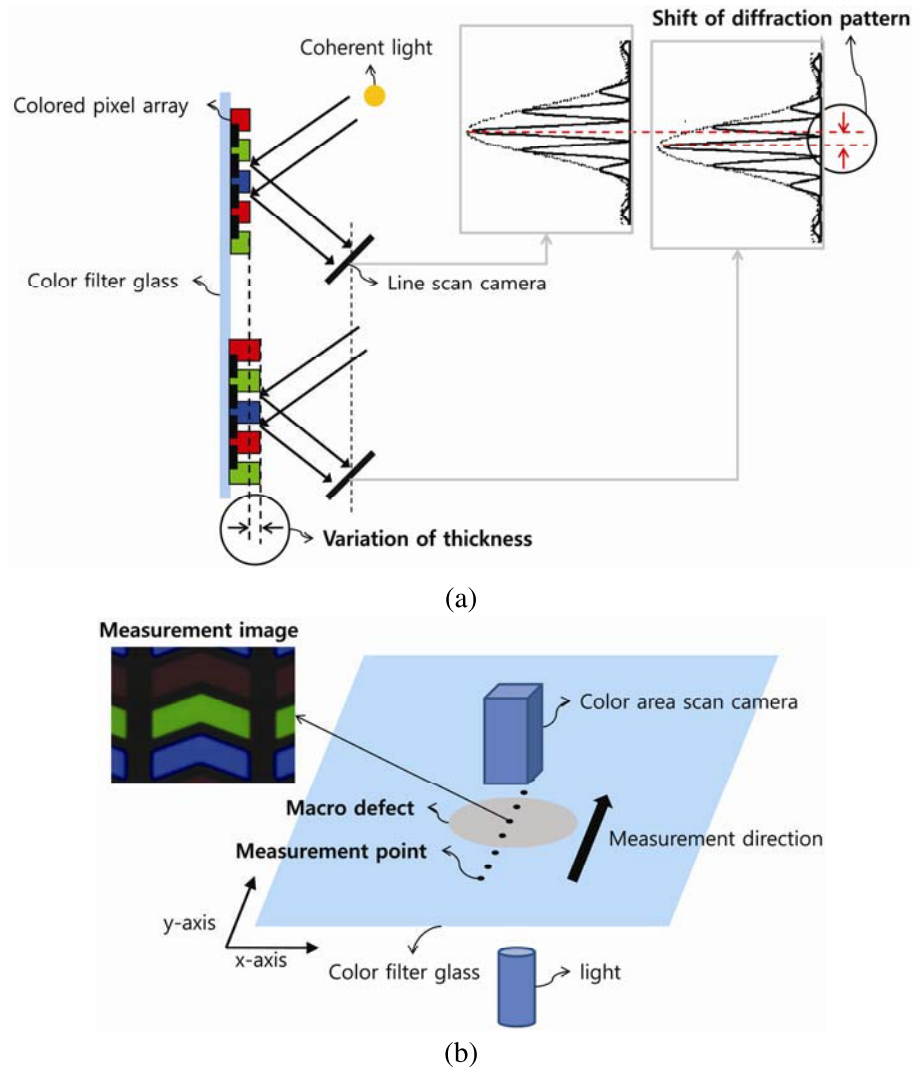 Shift of diffraction pattern
Coherent light
Colored pixel array
Color filter glass
Line scan camera
Variation of thickness
(a)
Measurement image
Color area scan camera
Macro defect
Measurement direction
Measurement point
y-axis
x-axis
Color filter glass
light
(b)